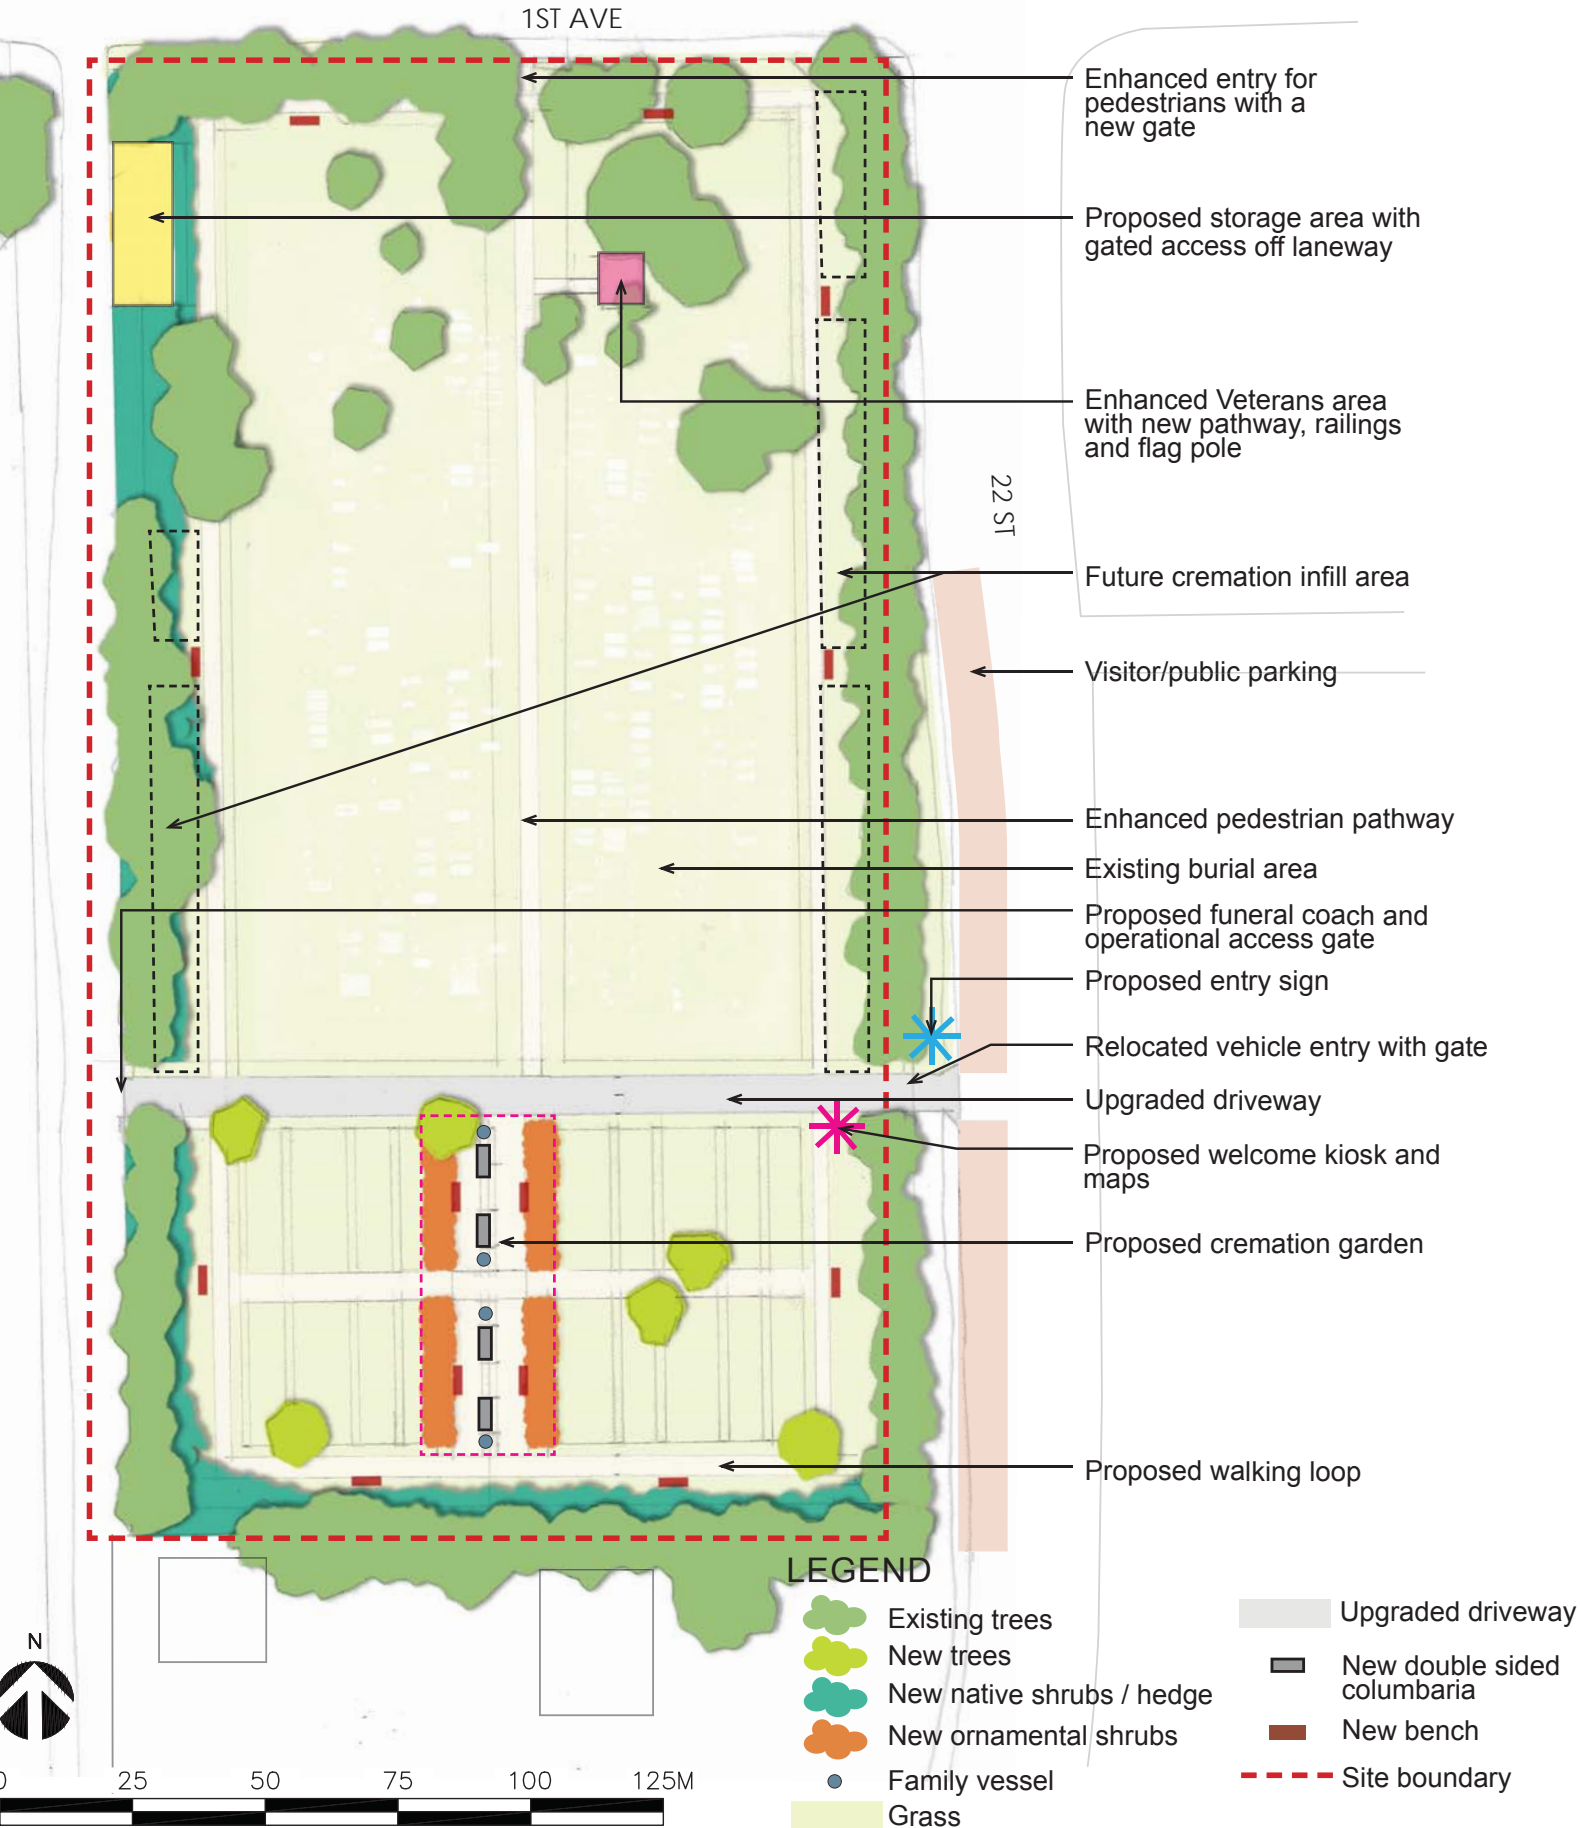 1ST AVE
Enhanced entry for
pedestrians with a
new gate
Proposed storage area with
gated access off laneway
Enhanced Veterans area
with new pathway, railings
and flag pole
22 ST
Future cremation infill area
Visitor/public parking
Enhanced pedestrian pathway
Existing burial area
Proposed funeral coach and
operational access gate
Proposed entry sign
Relocated vehicle entry with gate
Upgraded driveway
Proposed welcome kiosk and
maps
Proposed cremation garden
Proposed walking loop
LEGEND
Existing trees
New trees
New native shrubs / hedge
New ornamental shrubs
Family vessel
Grass
Upgraded driveway
New double sided
columbaria
New bench
Site boundary
N
0 25 50 75 100 125M